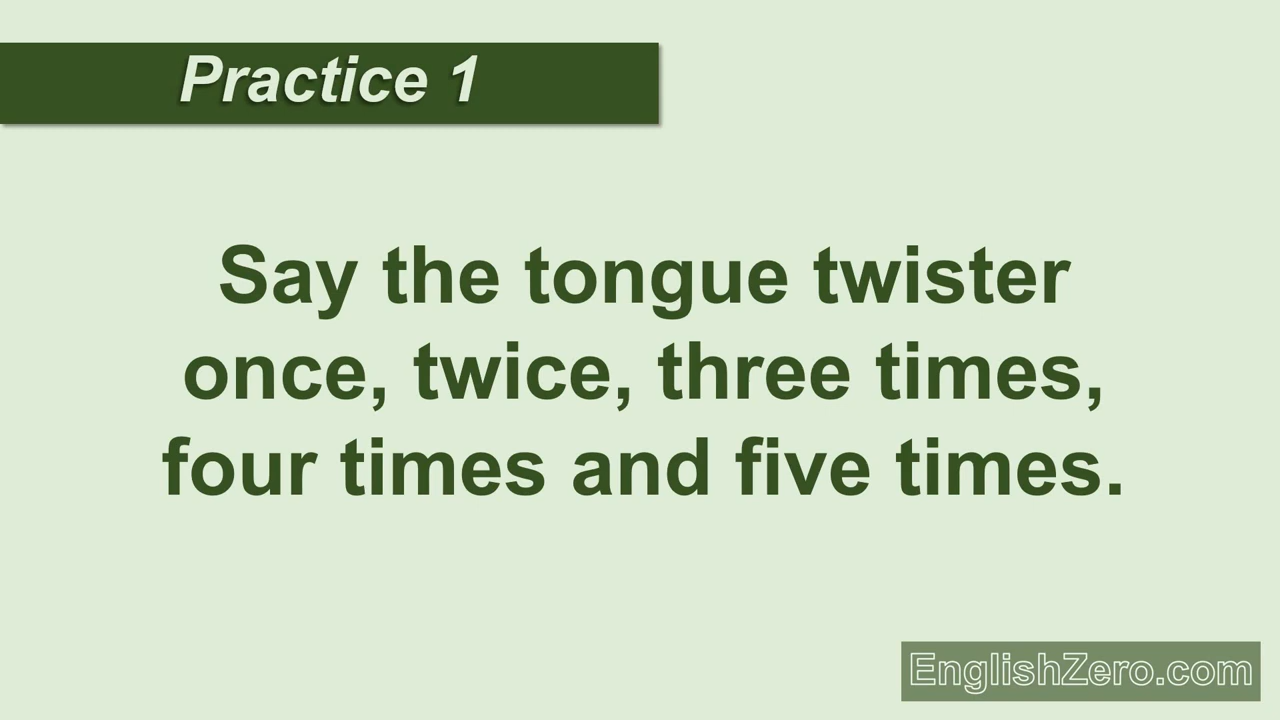 Practice 1
Say the tongue twister
once, twice, three times,
four times and five times.
EnglishZero.com